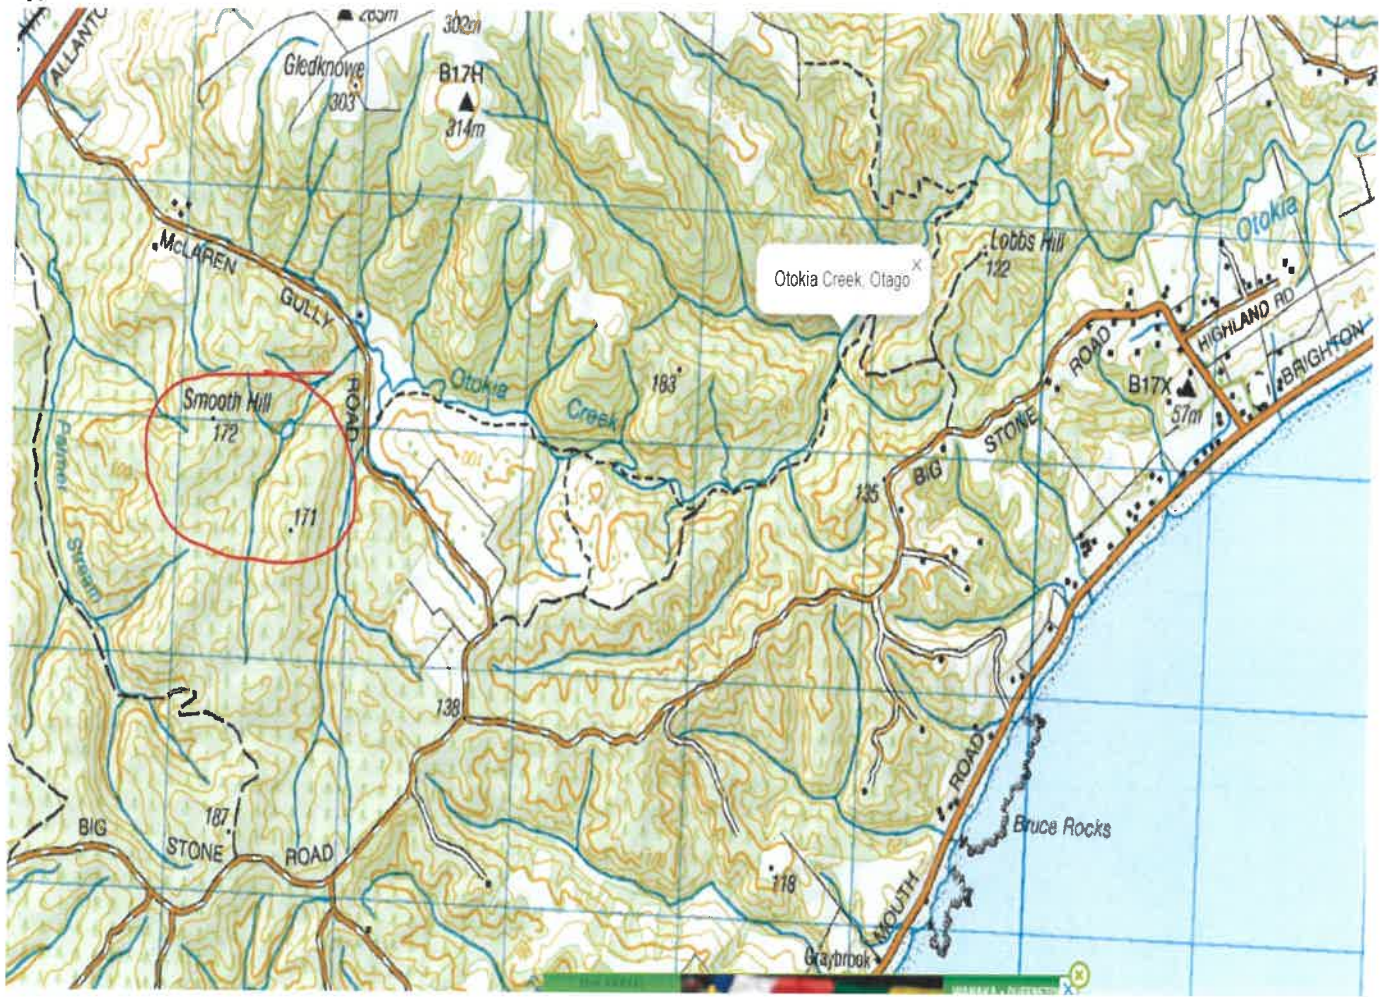 285m
302m
ALLANTO
Gledknowe
303
B17H
314m
McLAREN
GULLY
ROAD
Otokia Creek, Otago
X
Lobbs Hill
122
Otokia
HIGHLAND RD
BRIGHTON
BIG
STONE
ROAD
B17X
57m
Smooth Hill
172
171
Otokia
Creek
183
135
Palmer
Stream
138
187
BIG
STONE
ROAD
118
ROAD
MOUTH
Bruce Rocks
Graybrook